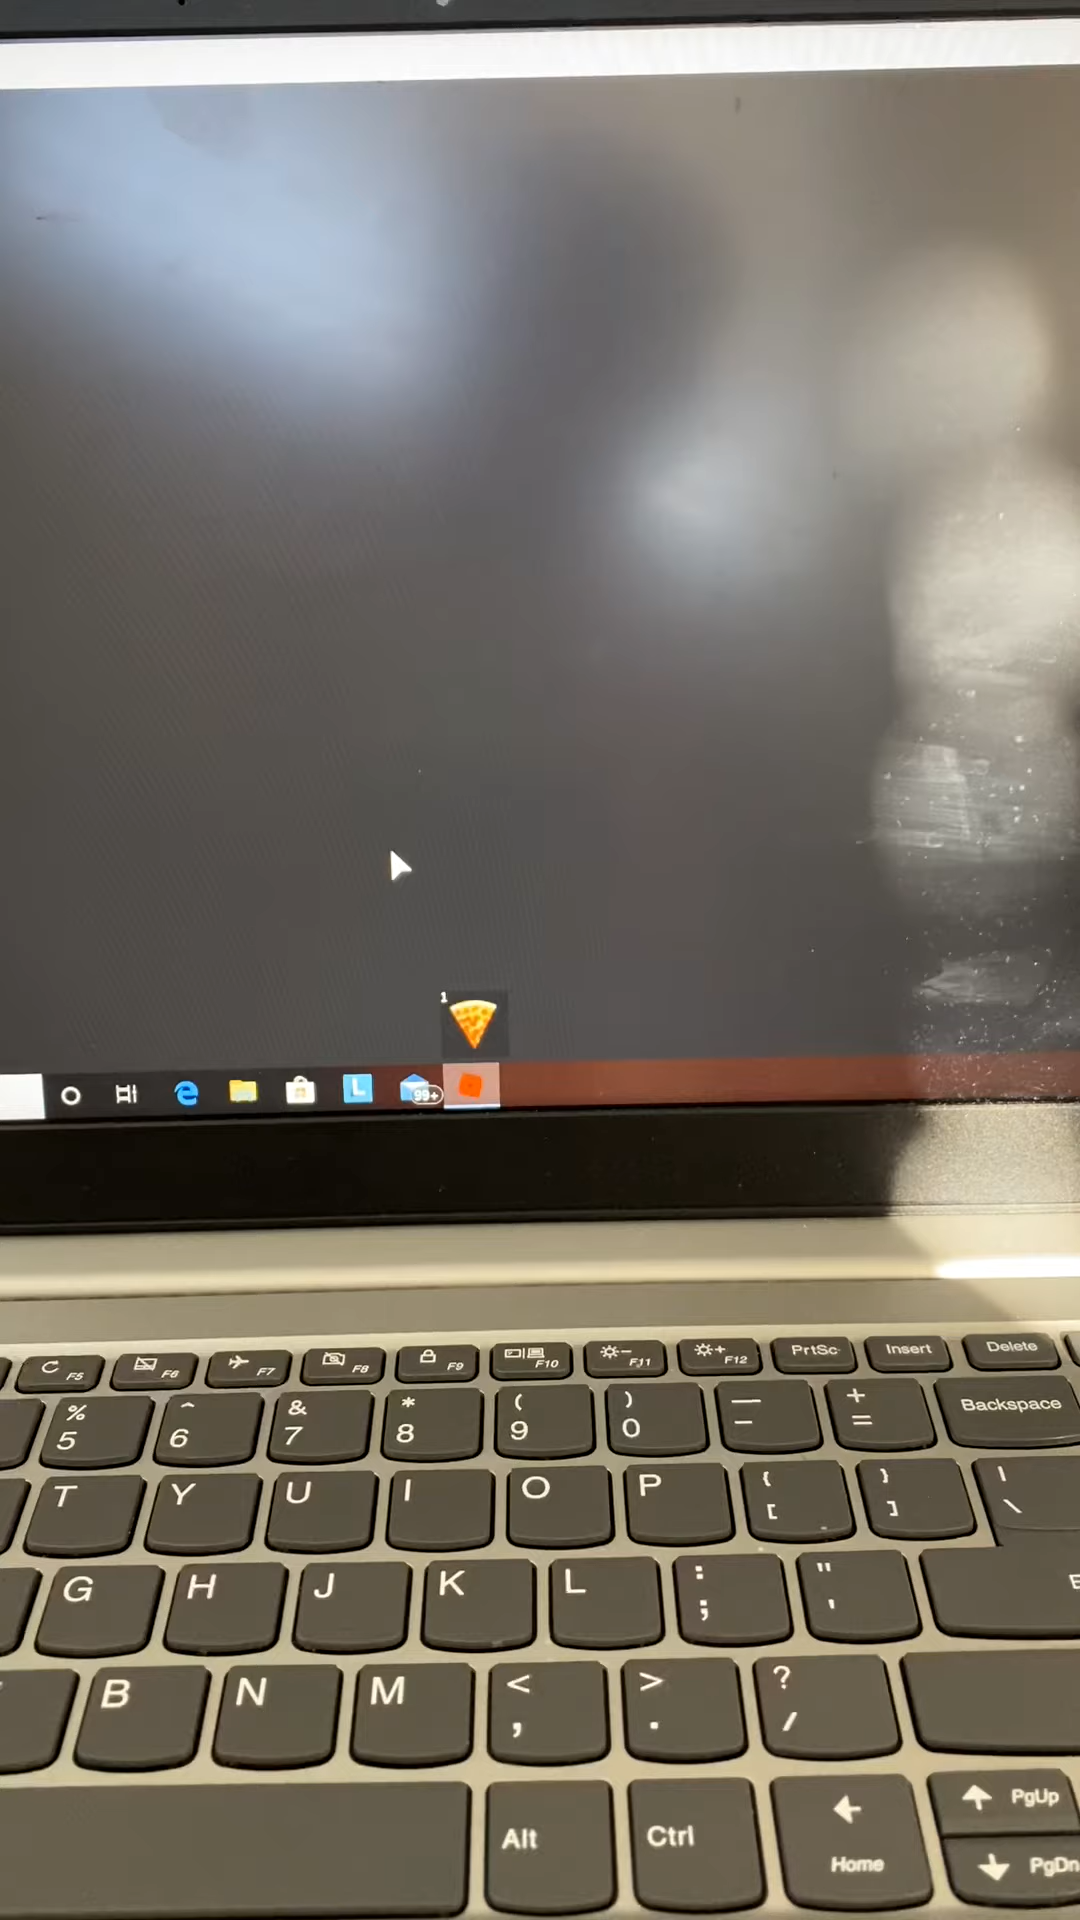 1
L
99+
F5 F6 F7 F8 F9 F10 F11 F12 PrtSc Insert Delete
% ^ & * ( ) — +
5 6 7 8 9 0 - = Backspace
T Y U I O P { } |
[ ] \
G H J K L : " E
; '
B N M < > ?
, . /
Alt Ctrl Home PgUp
PgDn